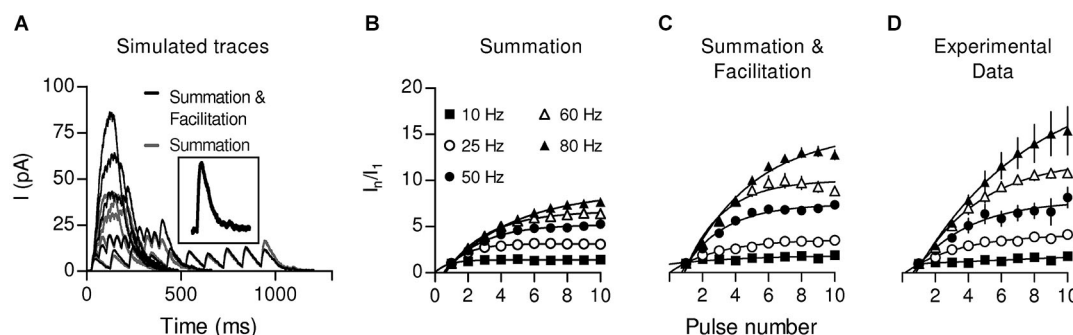 A
Simulated traces
100
75
50
25
0
I (pA)
Summation &
Facilitation
Summation
0
500
1000
Time (ms)
B
Summation
20
15
10
5
0
In/I1
10 Hz
25 Hz
50 Hz
60 Hz
80 Hz
0 2 4 6 8 10
C
Summation &
Facilitation
2 4 6 8 10
Pulse number
D
Experimental
Data
2 4 6 8 10